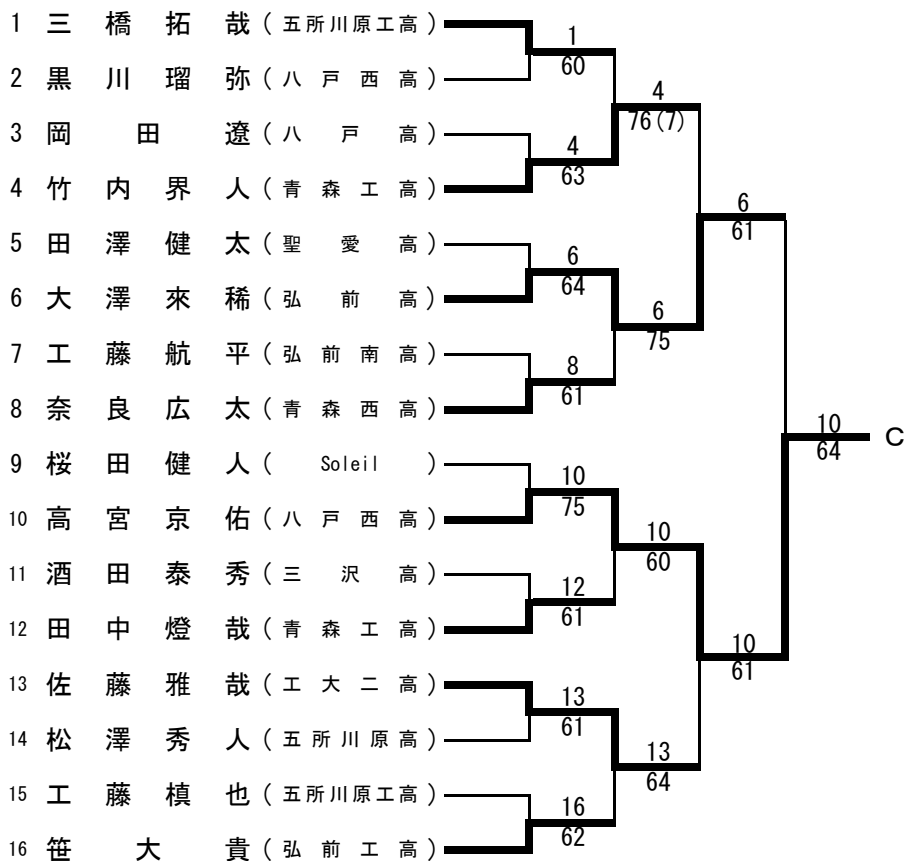 1 三橋拓哉(五所川原工高)
1
60
2 黒川瑠弥(八戸西高)
4
76(7)
3 岡田遼(八戸高)
4
63
4 竹内界人(青森工高)
6
61
5 田澤健太(聖愛高)
6
64
6 大澤來稀(弘前高)
6
75
7 工藤航平(弘前南高)
8
61
8 奈良広太(青森西高)
10
64
C
9 桜田健人(Soleil)
10
75
10 高宮京佑(八戸西高)
10
60
11 酒田泰秀(三沢高)
12
61
12 田中燈哉(青森工高)
10
61
13 佐藤雅哉(工大二高)
13
61
14 松澤秀人(五所川原高)
13
64
15 工藤槙也(五所川原工高)
16
62
16 笹大貴(弘前工高)